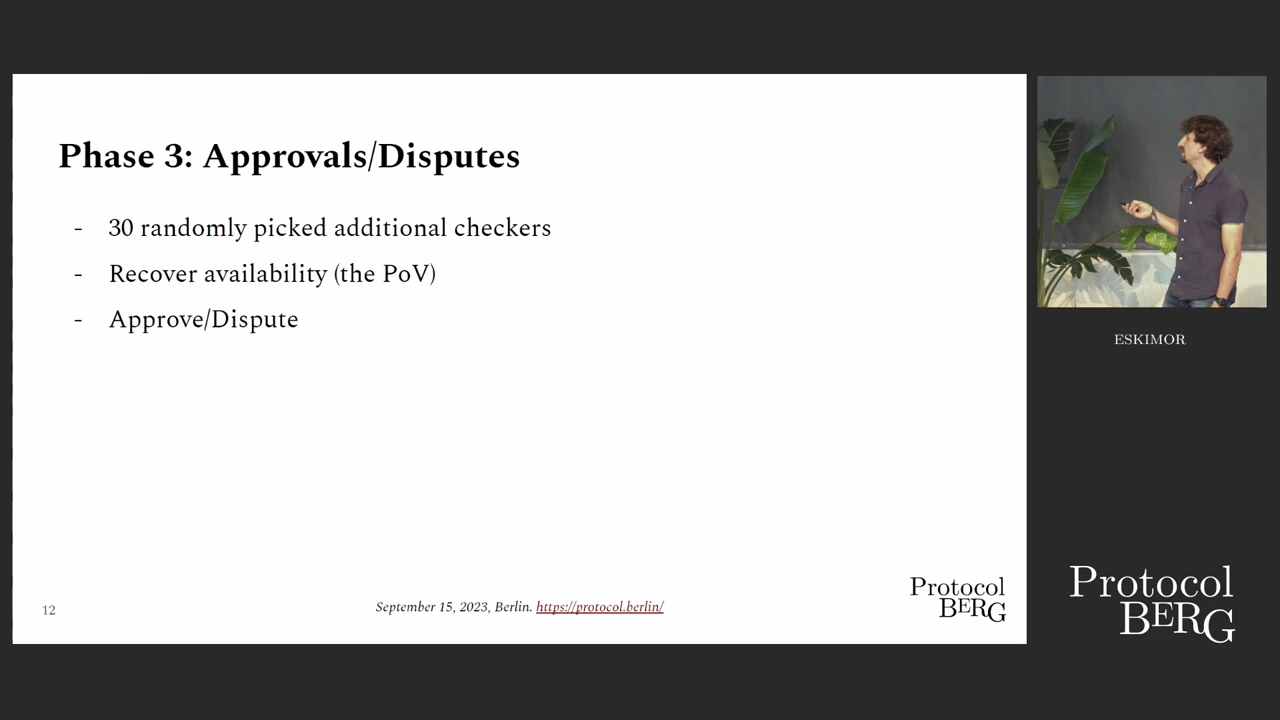 Phase 3: Approvals/Disputes
- 30 randomly picked additional checkers
- Recover availability (the PoV)
- Approve/Dispute
12
September 15, 2023, Berlin. https://protocol.berlin/
Protocol
BERG
ESKIMOR
Protocol
BERG